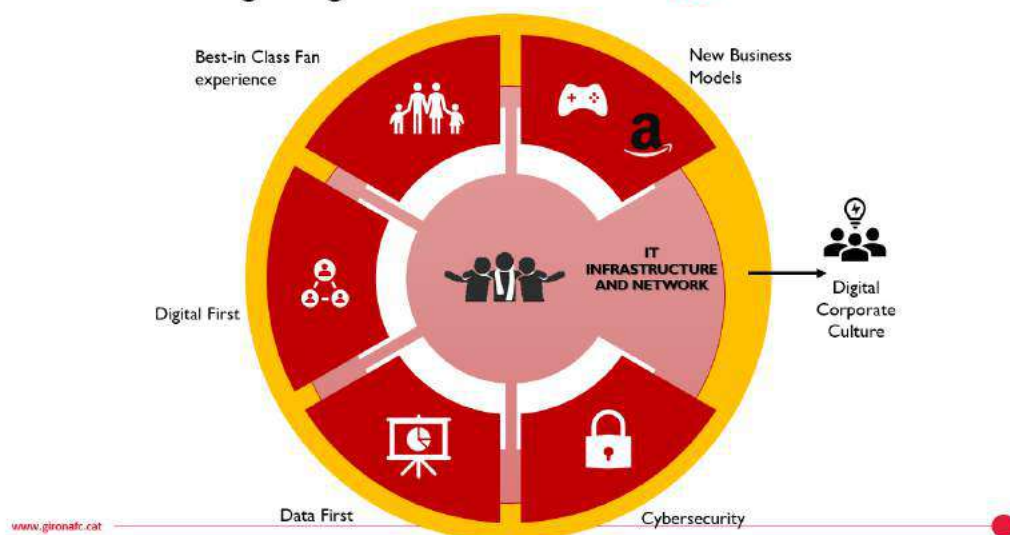 Best-in Class Fan
experience
New Business
Models
a
IT
INFRASTRUCTURE
AND NETWORK
Digital
Corporate
Culture
Digital First
Data First
Cybersecurity
www.gironafc.cat